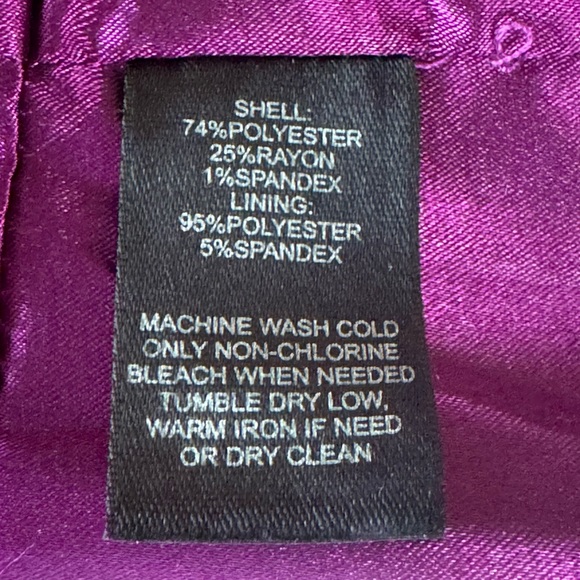 SHELL:
74%POLYESTER
25%RAYON
1%SPANDEX
LINING:
95%POLYESTER
5%SPANDEX
MACHINE WASH COLD
ONLY NON-CHLORINE
BLEACH WHEN NEEDED
TUMBLE DRY LOW,
WARM IRON IF NEED
OR DRY CLEAN